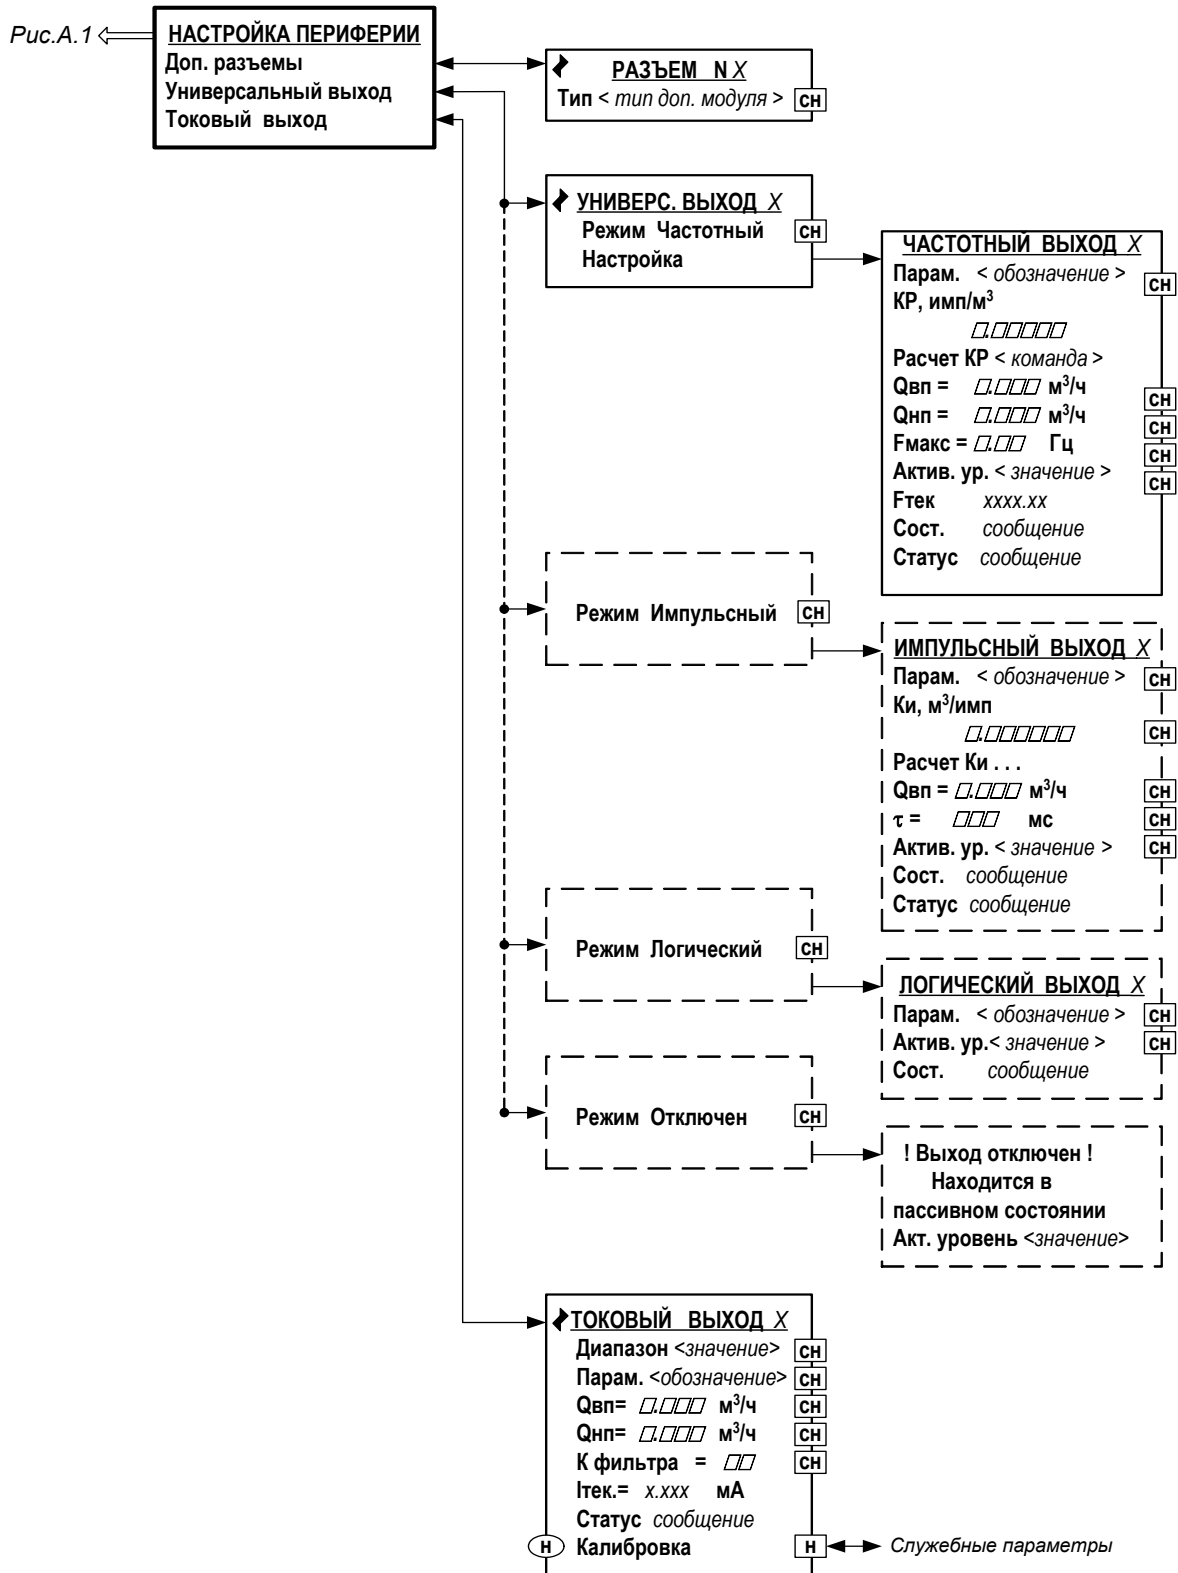 Рис.А.1
НАСТРОЙКА ПЕРИФЕРИИ
Доп. разъемы
Универсальный выход
Токовый выход
РАЗЪЕМ N X
Тип < тип доп. модуля > СН
УНИВЕРС. ВЫХОД X
Режим Частотный СН
Настройка
ЧАСТОТНЫЙ ВЫХОД X
Парам. < обозначение > СН
КР, имп/м³
▱.▱▱▱▱▱
Расчет КР < команда >
Qвп = ▱.▱▱▱ м³/ч СН
Qнп = ▱.▱▱▱ м³/ч СН
Fмакс = ▱.▱▱ Гц СН
Актив. ур. < значение > СН
Fтек xxxx.xx
Сост. сообщение
Статус сообщение
Режим Импульсный СН
ИМПУЛЬСНЫЙ ВЫХОД X
Парам. < обозначение > СН
Ки, м³/имп
▱.▱▱▱▱▱▱ СН
Расчет Ки . . .
Qвп = ▱.▱▱▱ м³/ч СН
τ = ▱▱▱ мс СН
Актив. ур. < значение > СН
Сост. сообщение
Статус сообщение
Режим Логический СН
ЛОГИЧЕСКИЙ ВЫХОД X
Парам. < обозначение > СН
Актив. ур.< значение > СН
Сост. сообщение
Режим Отключен СН
! Выход отключен !
Находится в
пассивном состоянии
Акт. уровень <значение>
ТОКОВЫЙ ВЫХОД X
Диапазон <значение> СН
Парам. <обозначение> СН
Qвп= ▱.▱▱▱ м³/ч СН
Qнп= ▱.▱▱▱ м³/ч СН
К фильтра = ▱▱ СН
Iтек.= x.xxx мА
Статус сообщение
Н Калибровка Н Служебные параметры